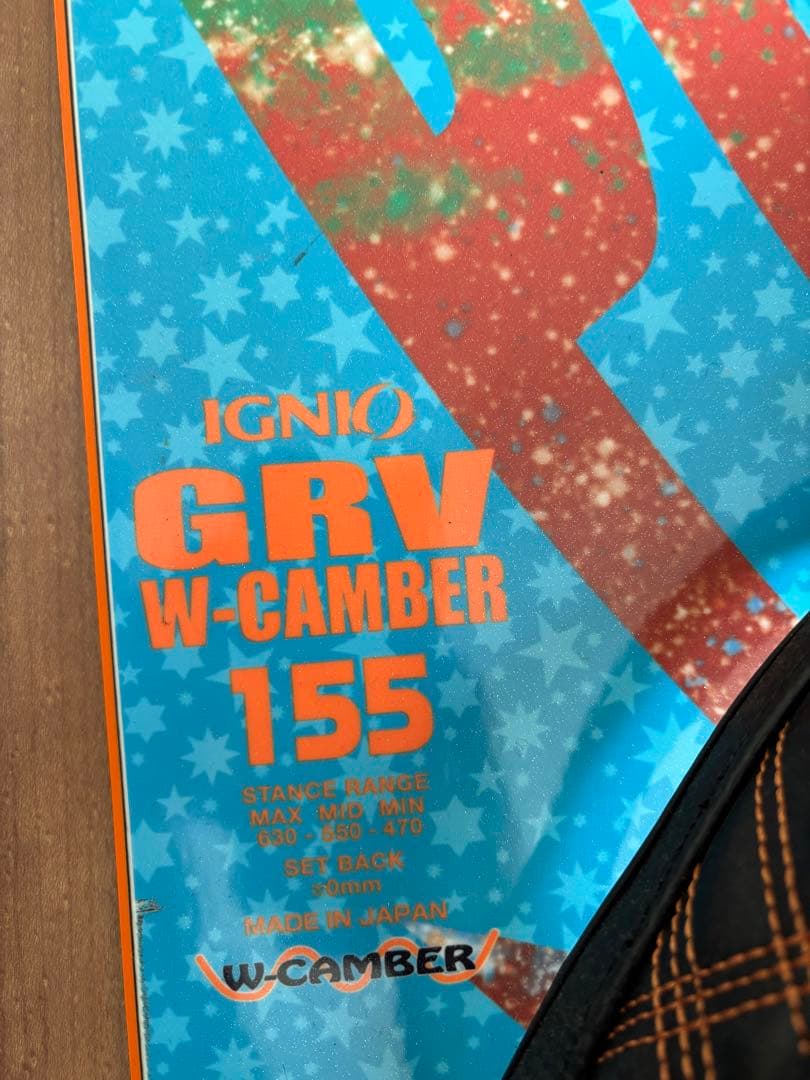 IGNIO
GRV
W-CAMBER
155
STANCE RANGE
MAX MID MIN
630 - 550 - 470
SET BACK
±0mm
MADE IN JAPAN
W-CAMBER